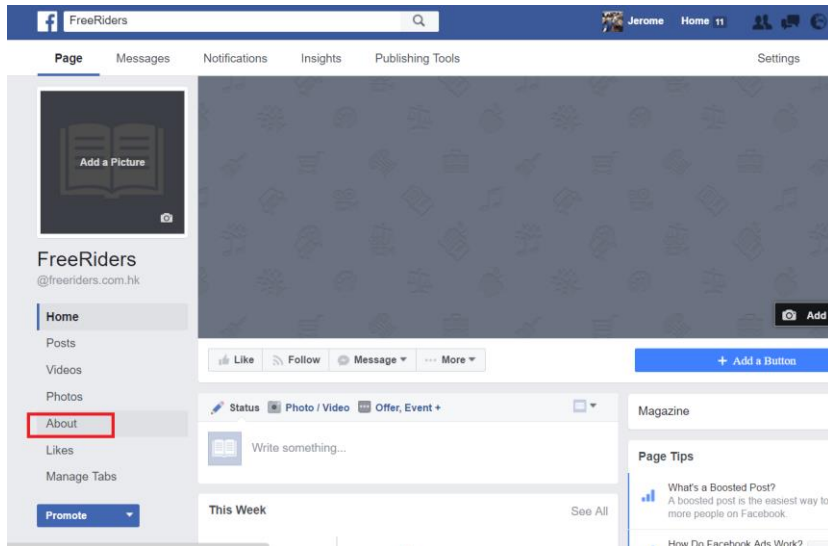 FreeRiders
Jerome Home 11
Page Messages Notifications Insights Publishing Tools Settings
Add a Picture
FreeRiders
@freeriders.com.hk
Home
Posts
Videos
Photos
About
Likes
Manage Tabs
Promote
Add
Like Follow Message More
+ Add a Button
Status Photo / Video Offer, Event +
Write something...
This Week See All
Magazine
Page Tips
What's a Boosted Post?
A boosted post is the easiest way to
more people on Facebook.
How Do Facebook Ads Work?